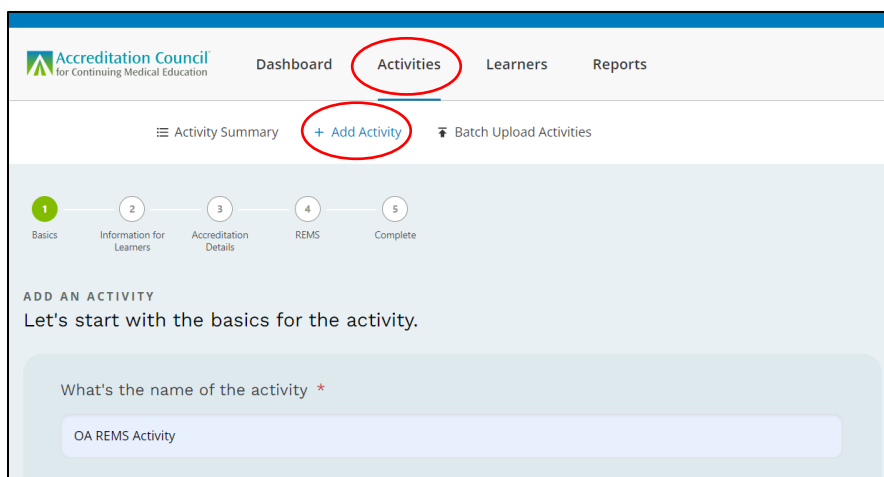 Accreditation Council
for Continuing Medical Education
Dashboard Activities Learners Reports
Activity Summary + Add Activity Batch Upload Activities
1 2 3 4 5
Basics Information for Learners Accreditation Details REMS Complete
ADD AN ACTIVITY
Let's start with the basics for the activity.
What's the name of the activity *
OA REMS Activity